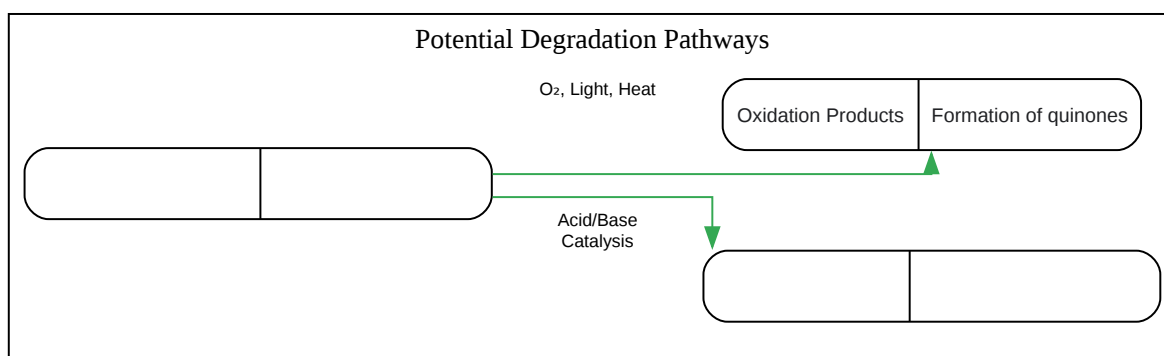 Potential Degradation Pathways
O₂, Light, Heat
Oxidation Products
Formation of quinones
Acid/Base
Catalysis